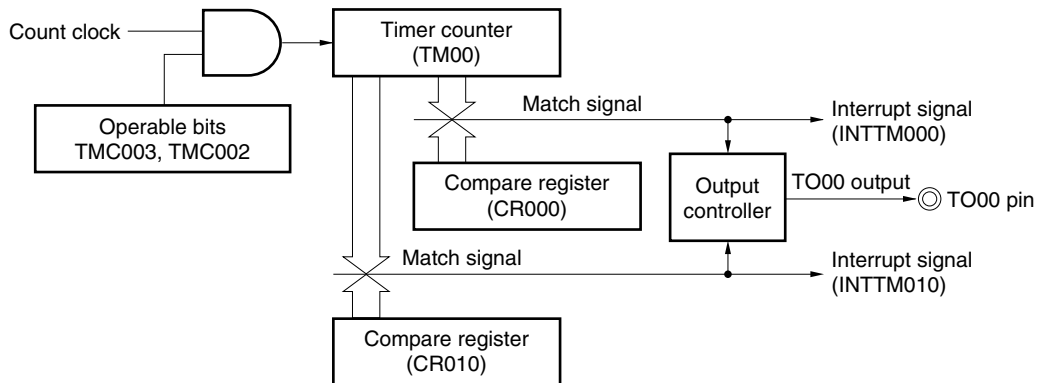 Count clock
Timer counter
(TM00)
Operable bits
TMC003, TMC002
Match signal
Interrupt signal
(INTTM000)
Compare register
(CR000)
Output
controller
TO00 output
TO00 pin
Match signal
Interrupt signal
(INTTM010)
Compare register
(CR010)